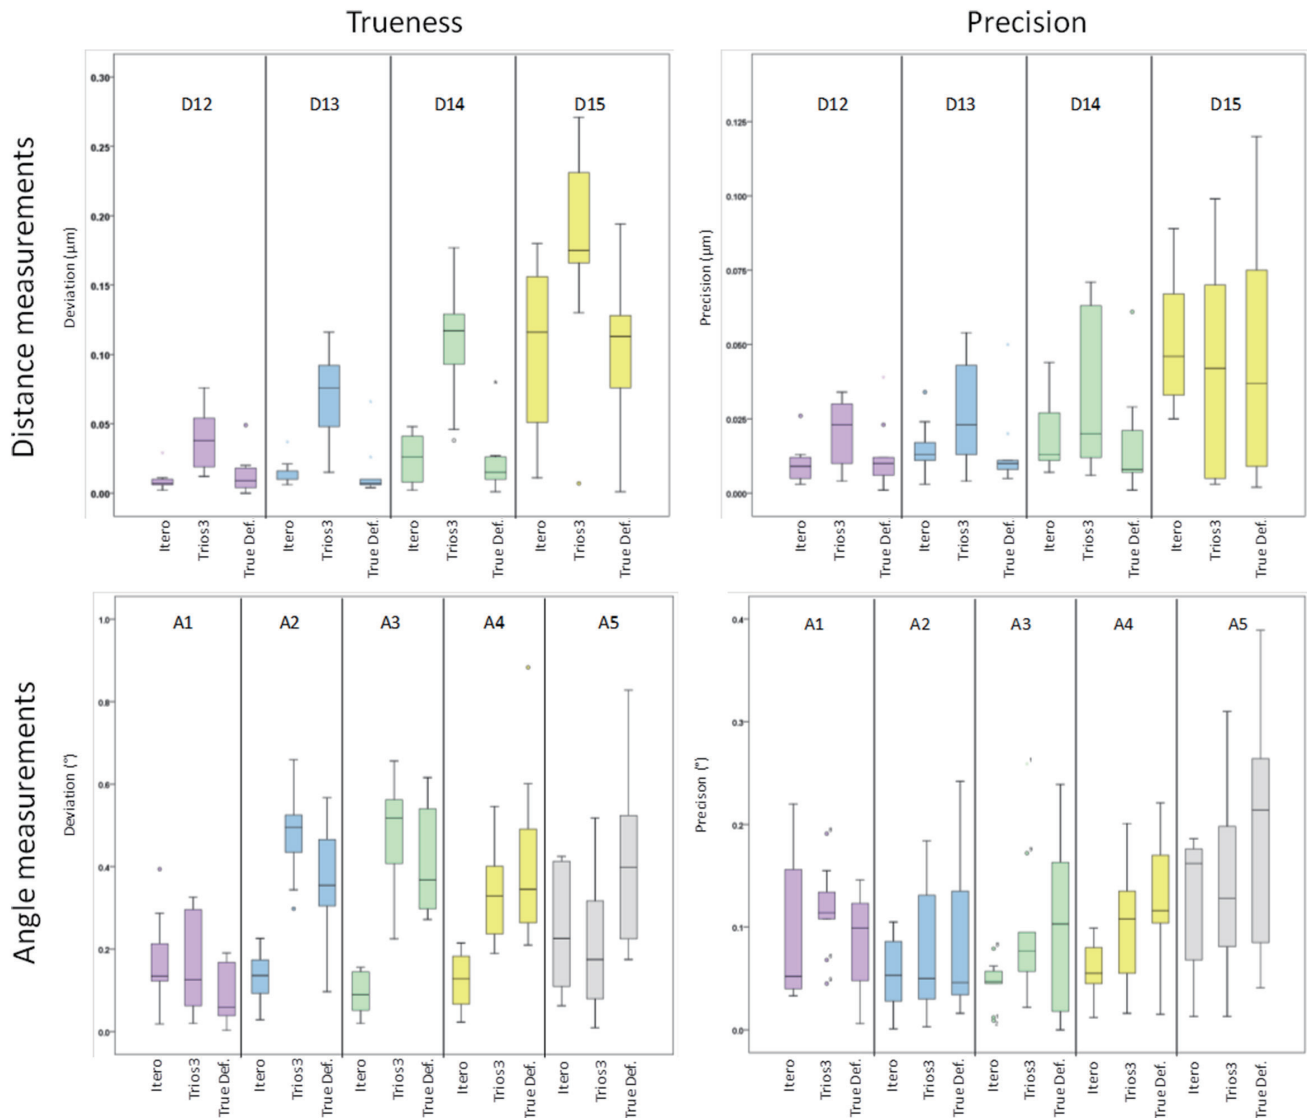 Trueness
Precision
Distance measurements
Deviation (μm)
0.30
0.25
0.20
0.15
0.10
0.05
0.00
D12
D13
D14
D15
Itero
Trios3
True Def.
Itero
Trios3
True Def.
Itero
Trios3
True Def.
Itero
Trios3
True Def.
Precision (μm)
0.125
0.100
0.075
0.050
0.025
0.000
D12
D13
D14
D15
Itero
Trios3
True Def.
Itero
Trios3
True Def.
Itero
Trios3
True Def.
Itero
Trios3
True Def.
Angle measurements
Deviation (°)
1.0
0.8
0.6
0.4
0.2
0.0
A1
A2
A3
A4
A5
Itero
Trios3
True Def.
Itero
Trios3
True Def.
Itero
Trios3
True Def.
Itero
Trios3
True Def.
Itero
Trios3
True Def.
Precison (°)
0.4
0.3
0.2
0.1
0.0
A1
A2
A3
A4
A5
Itero
Trios3
True Def.
Itero
Trios3
True Def.
Itero
Trios3
True Def.
Itero
Trios3
True Def.
Itero
Trios3
True Def.